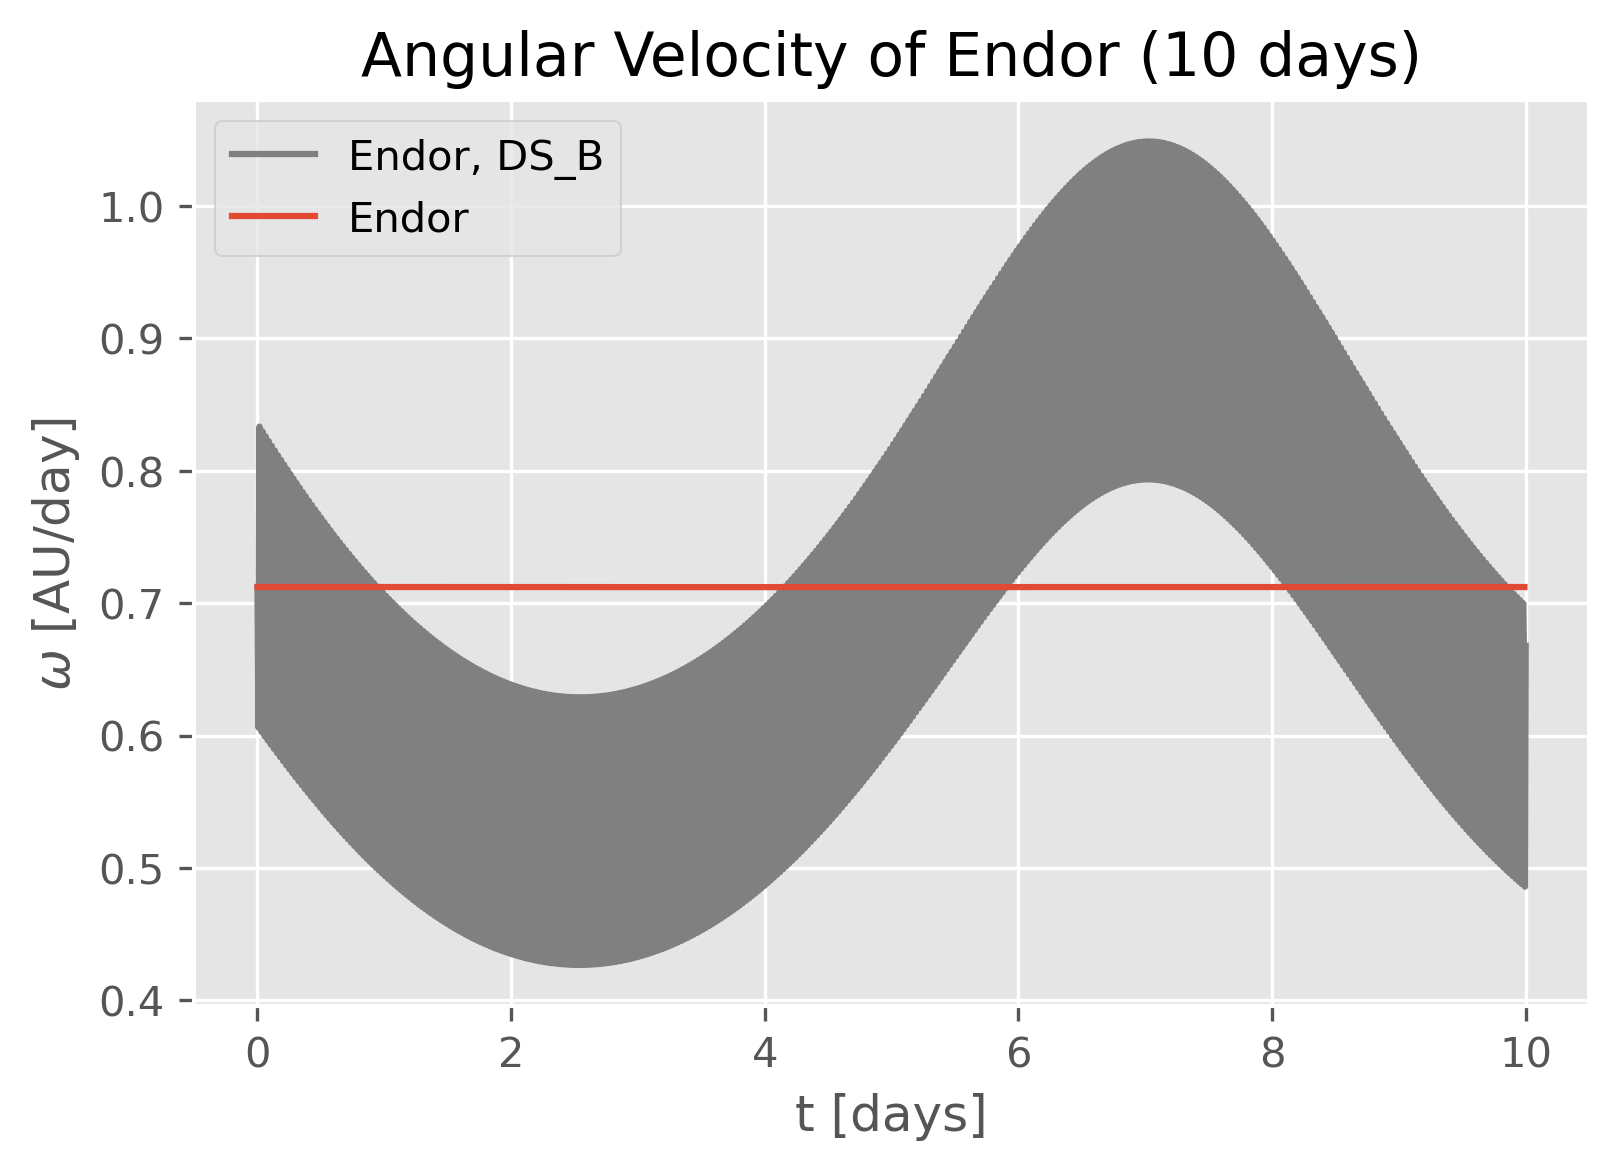 Angular Velocity of Endor (10 days)
Endor, DS_B
Endor
1.0
0.9
0.8
0.7
0.6
0.5
0.4
ω [AU/day]
0 2 4 6 8 10
t [days]